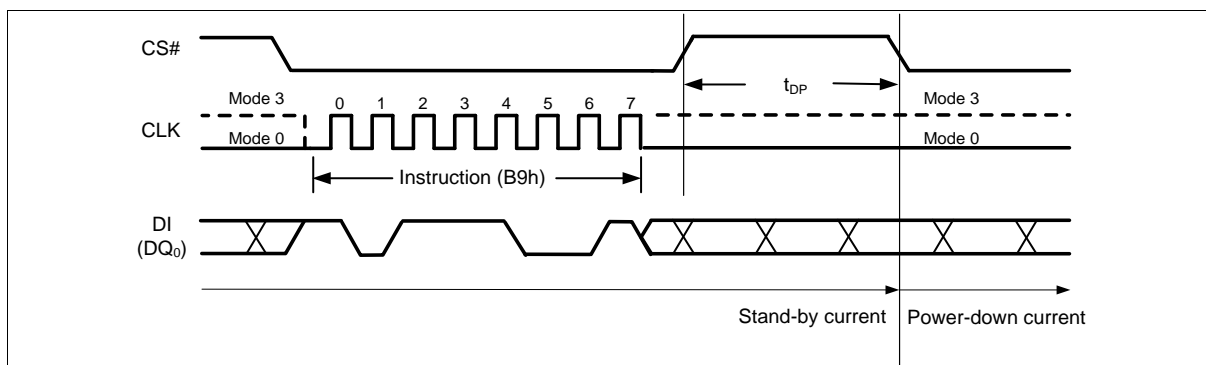 CS#
t_DP
Mode 3 0 1 2 3 4 5 6 7 Mode 3
CLK
Mode 0 Mode 0
Instruction (B9h)
DI
(DQ₀)
Stand-by current Power-down current